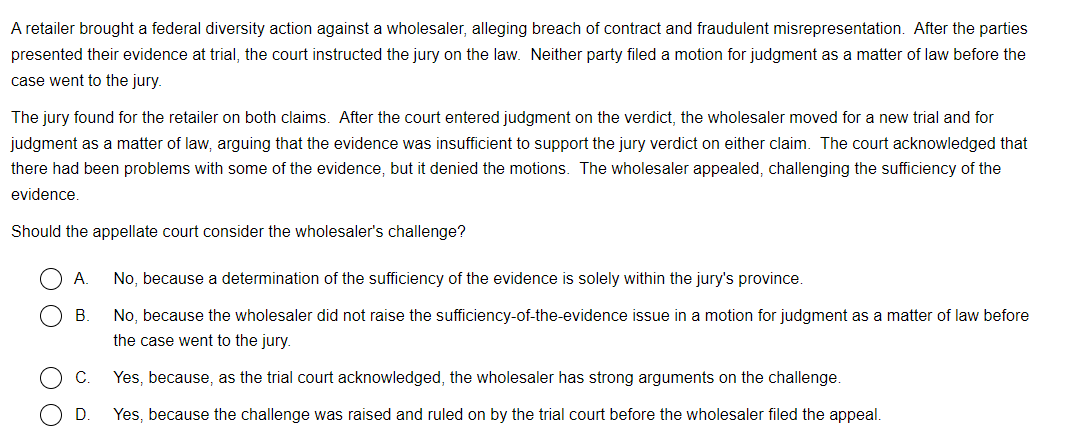 A retailer brought a federal diversity action against a wholesaler, alleging breach of contract and fraudulent misrepresentation. After the parties
presented their evidence at trial, the court instructed the jury on the law. Neither party filed a motion for judgment as a matter of law before the
case went to the jury.
The jury found for the retailer on both claims. After the court entered judgment on the verdict, the wholesaler moved for a new trial and for
judgment as a matter of law, arguing that the evidence was insufficient to support the jury verdict on either claim. The court acknowledged that
there had been problems with some of the evidence, but it denied the motions. The wholesaler appealed, challenging the sufficiency of the
evidence.
Should the appellate court consider the wholesaler's challenge?
A. No, because a determination of the sufficiency of the evidence is solely within the jury's province.
B. No, because the wholesaler did not raise the sufficiency-of-the-evidence issue in a motion for judgment as a matter of law before
the case went to the jury.
C. Yes, because, as the trial court acknowledged, the wholesaler has strong arguments on the challenge.
D. Yes, because the challenge was raised and ruled on by the trial court before the wholesaler filed the appeal.